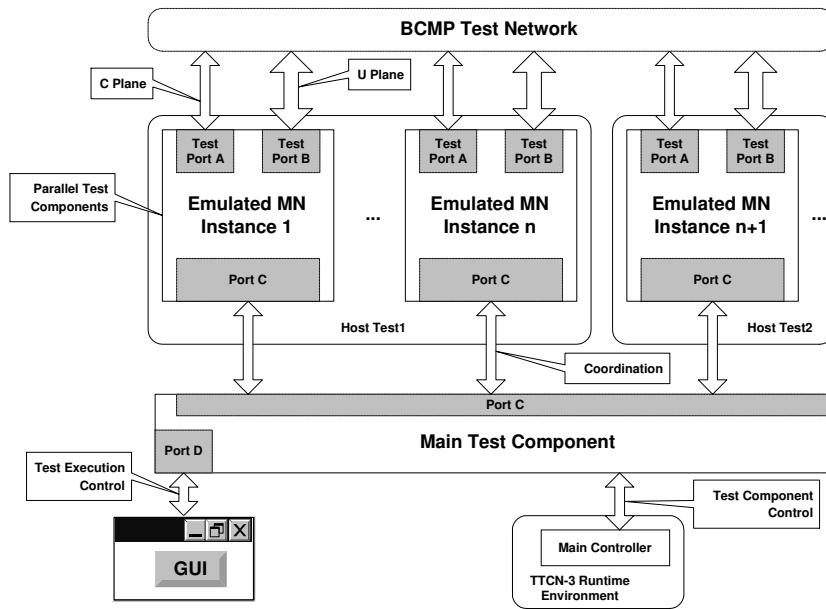 BCMP Test Network
C Plane
U Plane
Test
Port A
Test
Port B
Test
Port A
Test
Port B
Test
Port A
Test
Port B
Parallel Test
Components
Emulated MN
Instance 1
...
Emulated MN
Instance n
Emulated MN
Instance n+1
...
Port C
Port C
Port C
Host Test1
Host Test2
Coordination
Port C
Main Test Component
Port D
Test Execution
Control
Test Component
Control
GUI
Main Controller
TTCN-3 Runtime
Environment